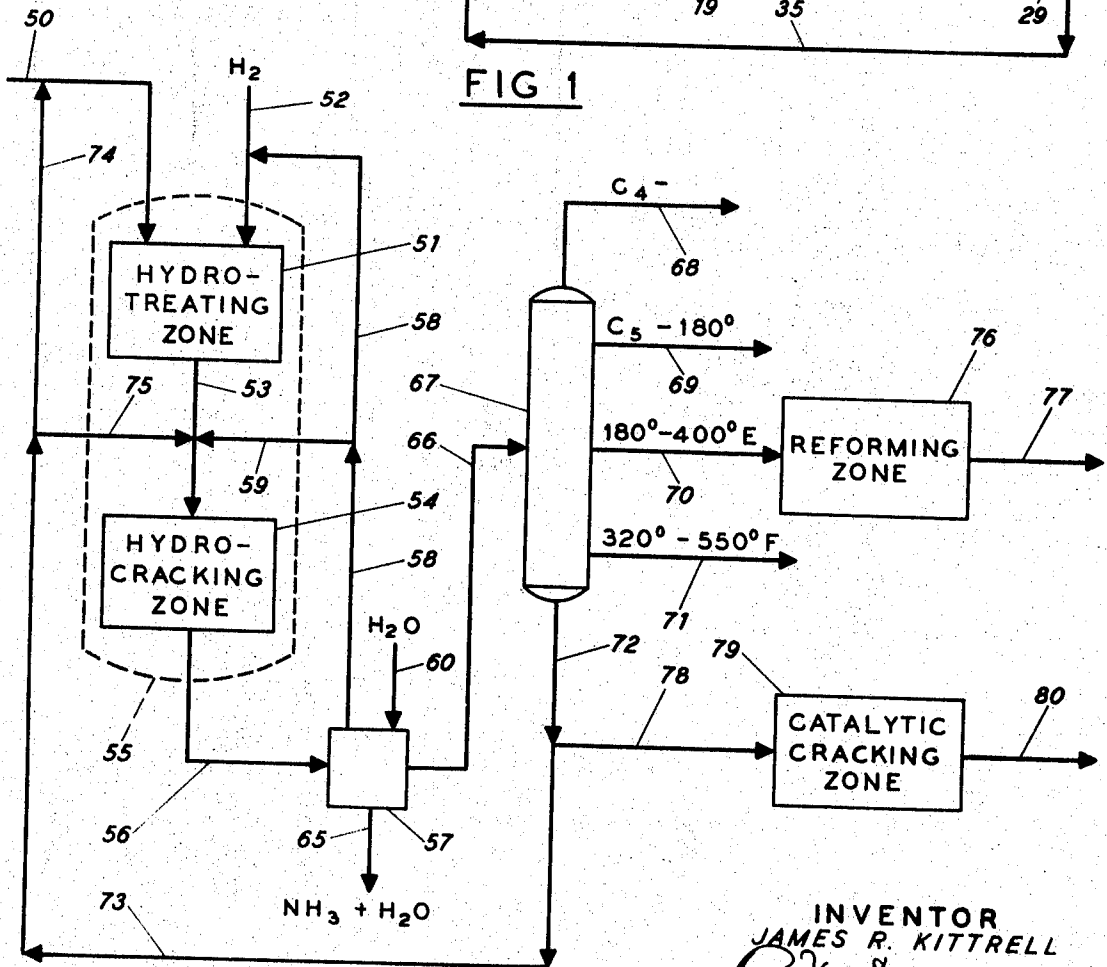 19 35 29
FIG 1
50
H2
52
74
C4-
68
51
HYDRO-
TREATING
ZONE
58
C5 -180°
69
76
75
53
67
77
66
180°-400°E
70
REFORMING
ZONE
59
54
HYDRO-
CRACKING
ZONE
58
320° - 550°F
71
H2O
60
72
79
78
80
55
CATALYTIC
CRACKING
ZONE
56
65
57
NH3 + H2O
73
INVENTOR
JAMES R. KITTRELL